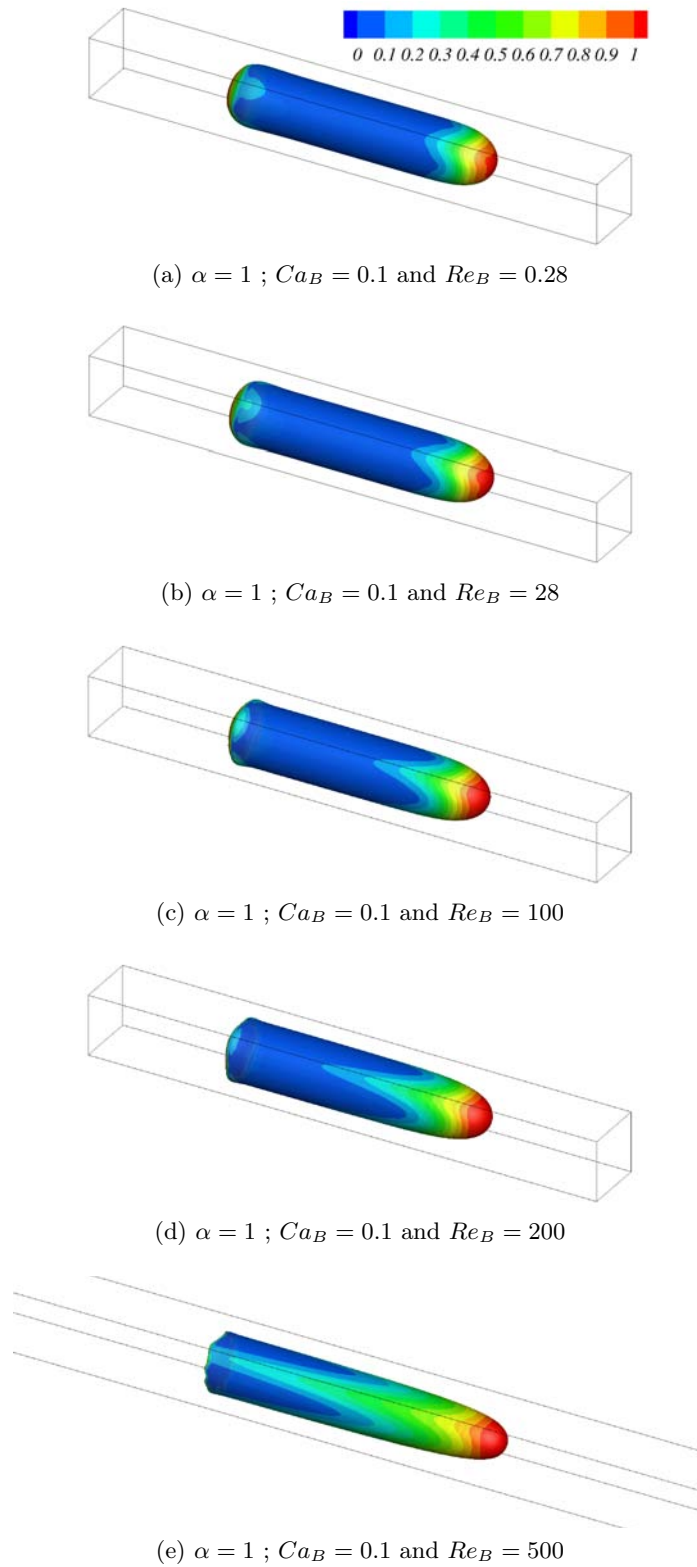 0 0.1 0.2 0.3 0.4 0.5 0.6 0.7 0.8 0.9 1
(a) α = 1 ; Ca_B = 0.1 and Re_B = 0.28
(b) α = 1 ; Ca_B = 0.1 and Re_B = 28
(c) α = 1 ; Ca_B = 0.1 and Re_B = 100
(d) α = 1 ; Ca_B = 0.1 and Re_B = 200
(e) α = 1 ; Ca_B = 0.1 and Re_B = 500